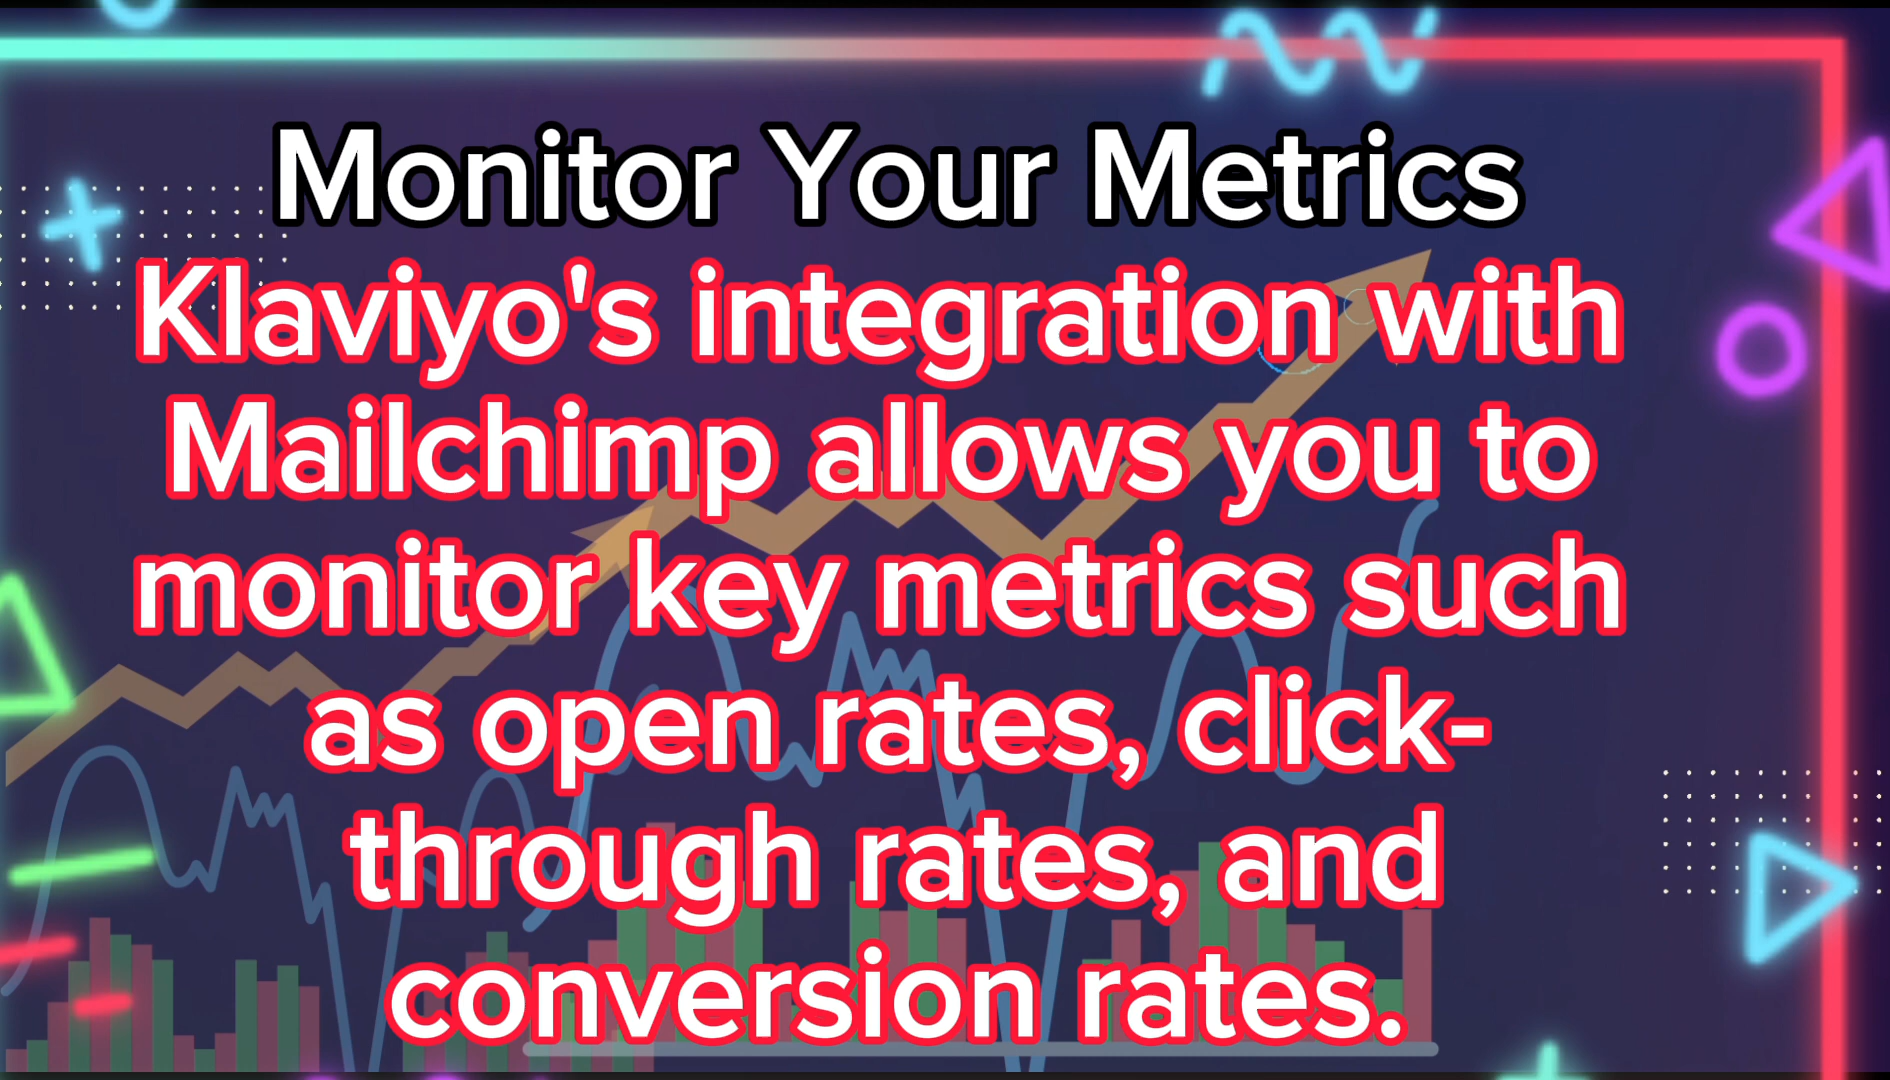 Monitor Your Metrics
Klaviyo's integration with
Mailchimp allows you to
monitor key metrics such
as open rates, click-
through rates, and
conversion rates.